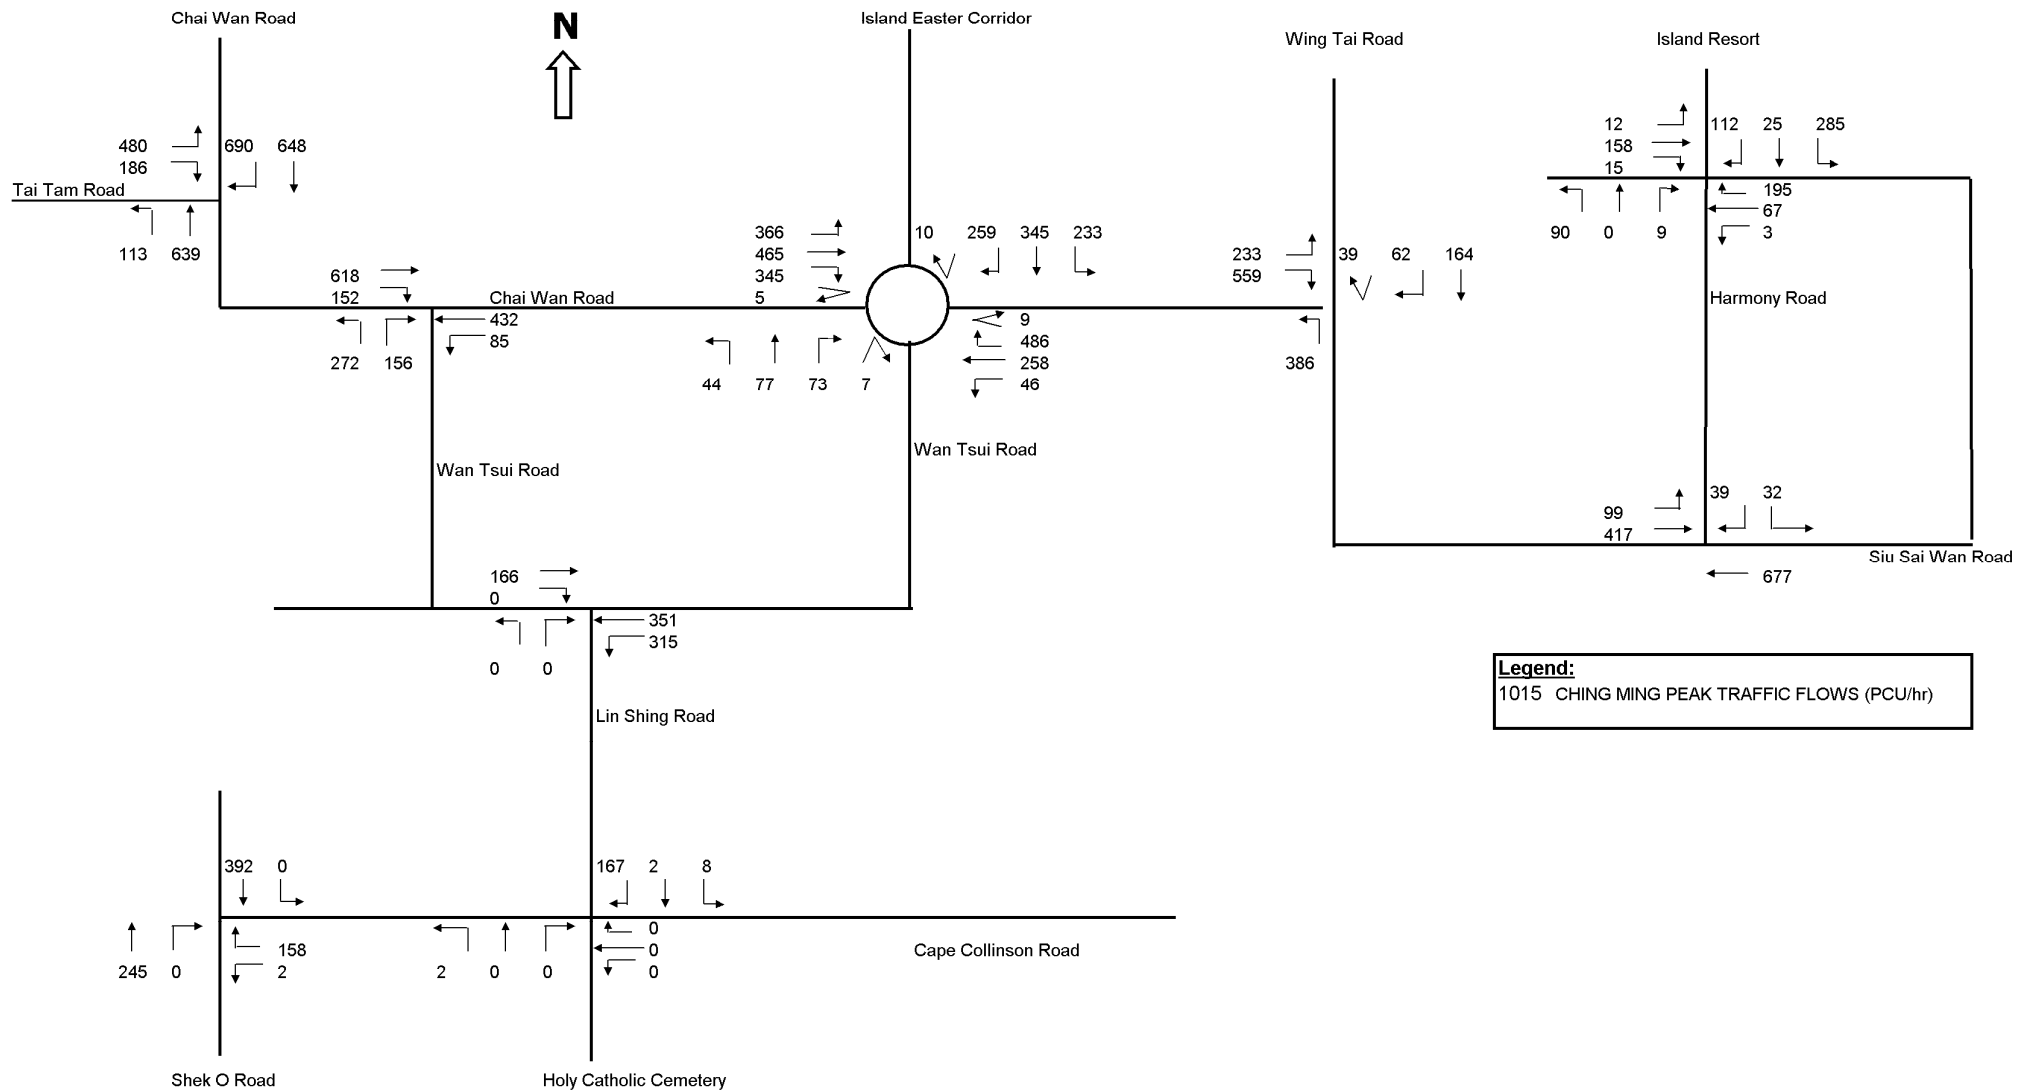 Chai Wan Road
N
Island Easter Corridor
Wing Tai Road
Island Resort
480
186
690 648
Tai Tam Road
113 639
12
158
15
112 25 285
195
67
3
90 0 9
366
465
345
5
10 259 345 233
233
559
39 62 164
618
152
Chai Wan Road
432
85
272 156
9
486
258
46
44 77 73 7
386
Harmony Road
Wan Tsui Road
Wan Tsui Road
99
417
39 32
Siu Sai Wan Road
677
166
0
351
315
0 0
Legend:
1015 CHING MING PEAK TRAFFIC FLOWS (PCU/hr)
Lin Shing Road
392 0
167 2 8
158
2
245 0
0
0
0
2 0 0
Cape Collinson Road
Shek O Road
Holy Catholic Cemetery